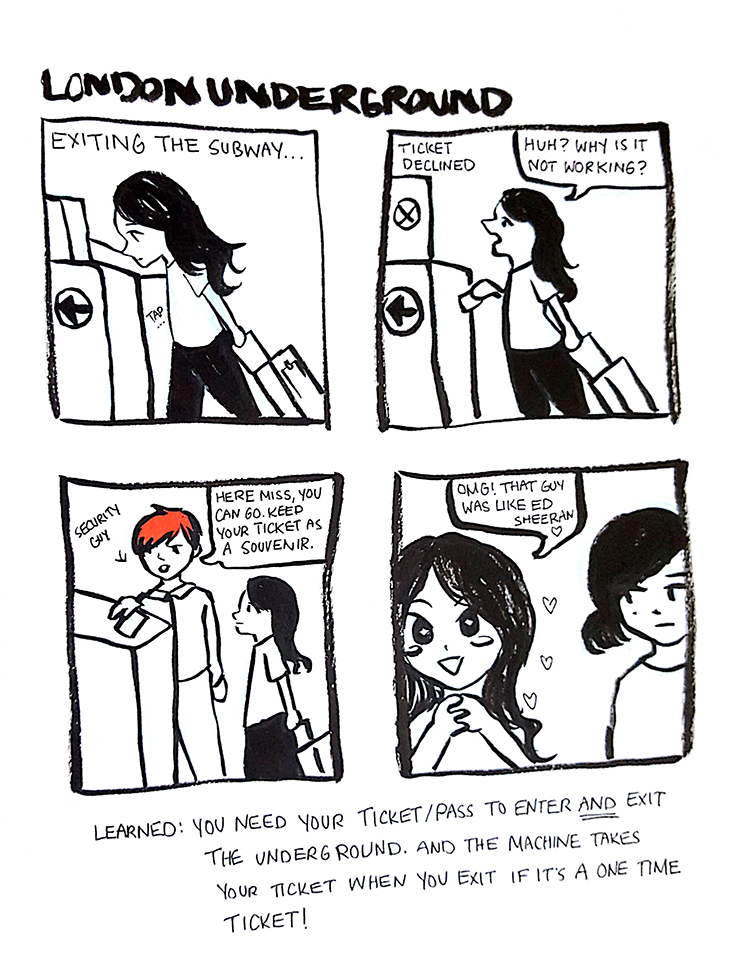 LONDON UNDERGROUND
EXITING THE SUBWAY...
TAP
...
TICKET
DECLINED
HUH? WHY IS IT
NOT WORKING?
SECURITY
GUY
HERE MISS, YOU
CAN GO. KEEP
YOUR TICKET AS
A SOUVENIR.
OMG! THAT GUY
WAS LIKE ED
SHEERAN
LEARNED: YOU NEED YOUR TICKET/PASS TO ENTER AND EXIT
THE UNDERGROUND. AND THE MACHINE TAKES
YOUR TICKET WHEN YOU EXIT IF IT'S A ONE TIME
TICKET!